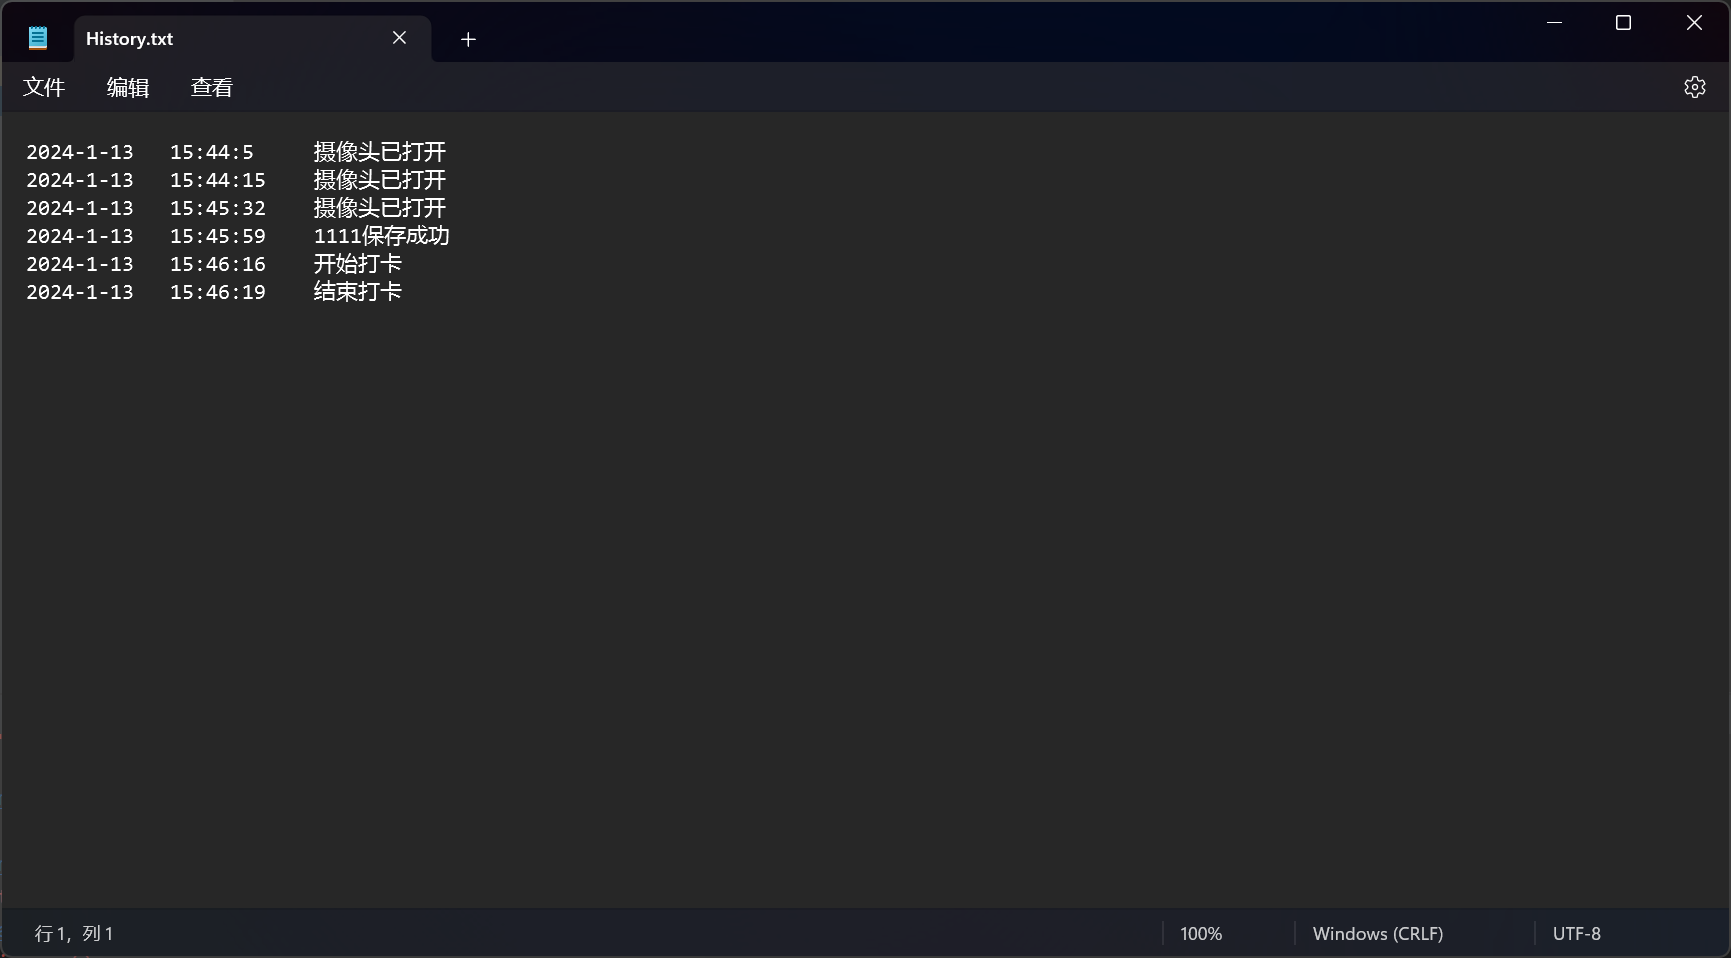 History.txt
文件 编辑 查看
2024-1-13 15:44:5 摄像头已打开
2024-1-13 15:44:15 摄像头已打开
2024-1-13 15:45:32 摄像头已打开
2024-1-13 15:45:59 1111保存成功
2024-1-13 15:46:16 开始打卡
2024-1-13 15:46:19 结束打卡
行 1, 列 1 100% Windows (CRLF) UTF-8